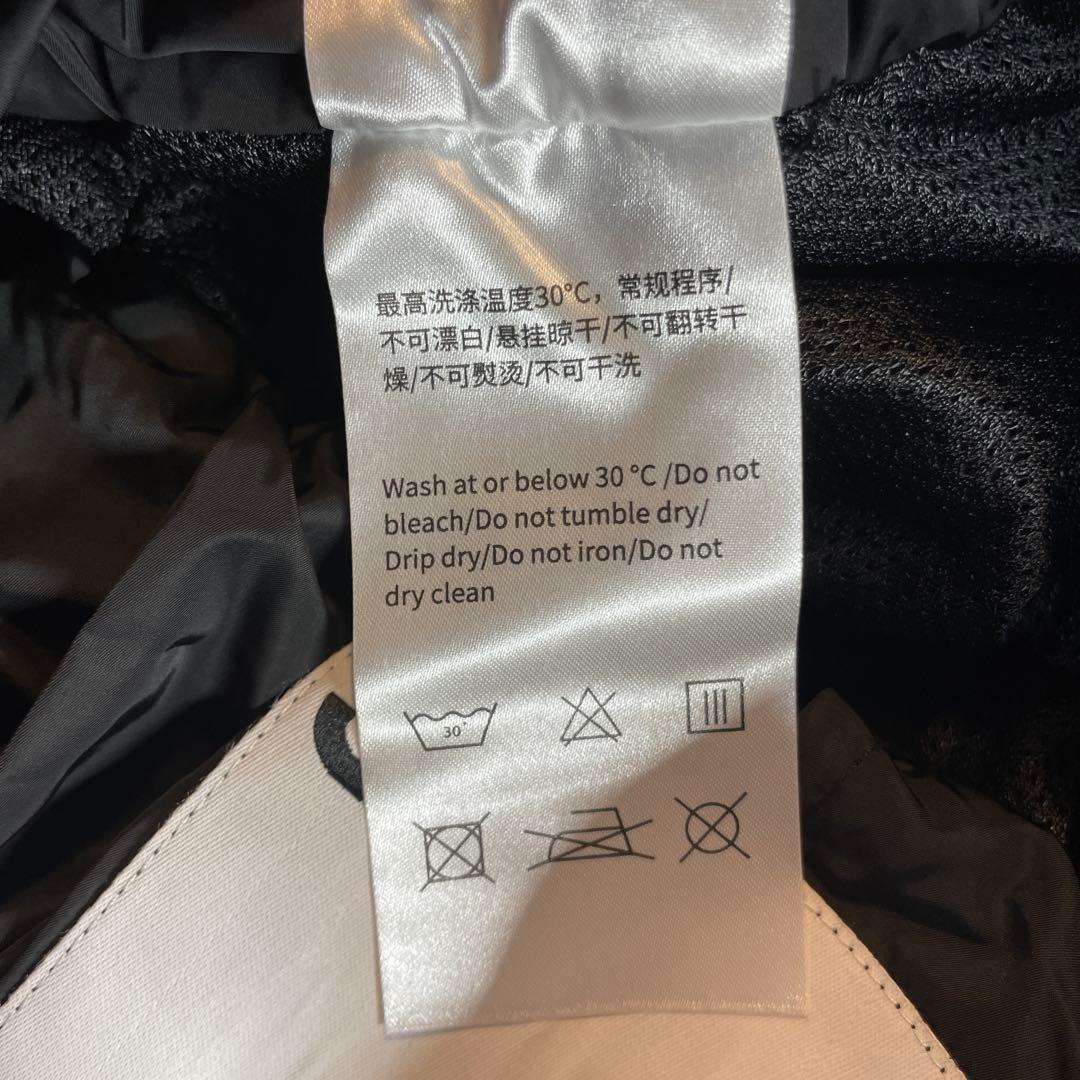 最高洗涤温度30℃，常规程序/
不可漂白/悬挂晾干/不可翻转干
燥/不可熨烫/不可干洗
Wash at or below 30 ℃ /Do not
bleach/Do not tumble dry/
Drip dry/Do not iron/Do not
dry clean
30°